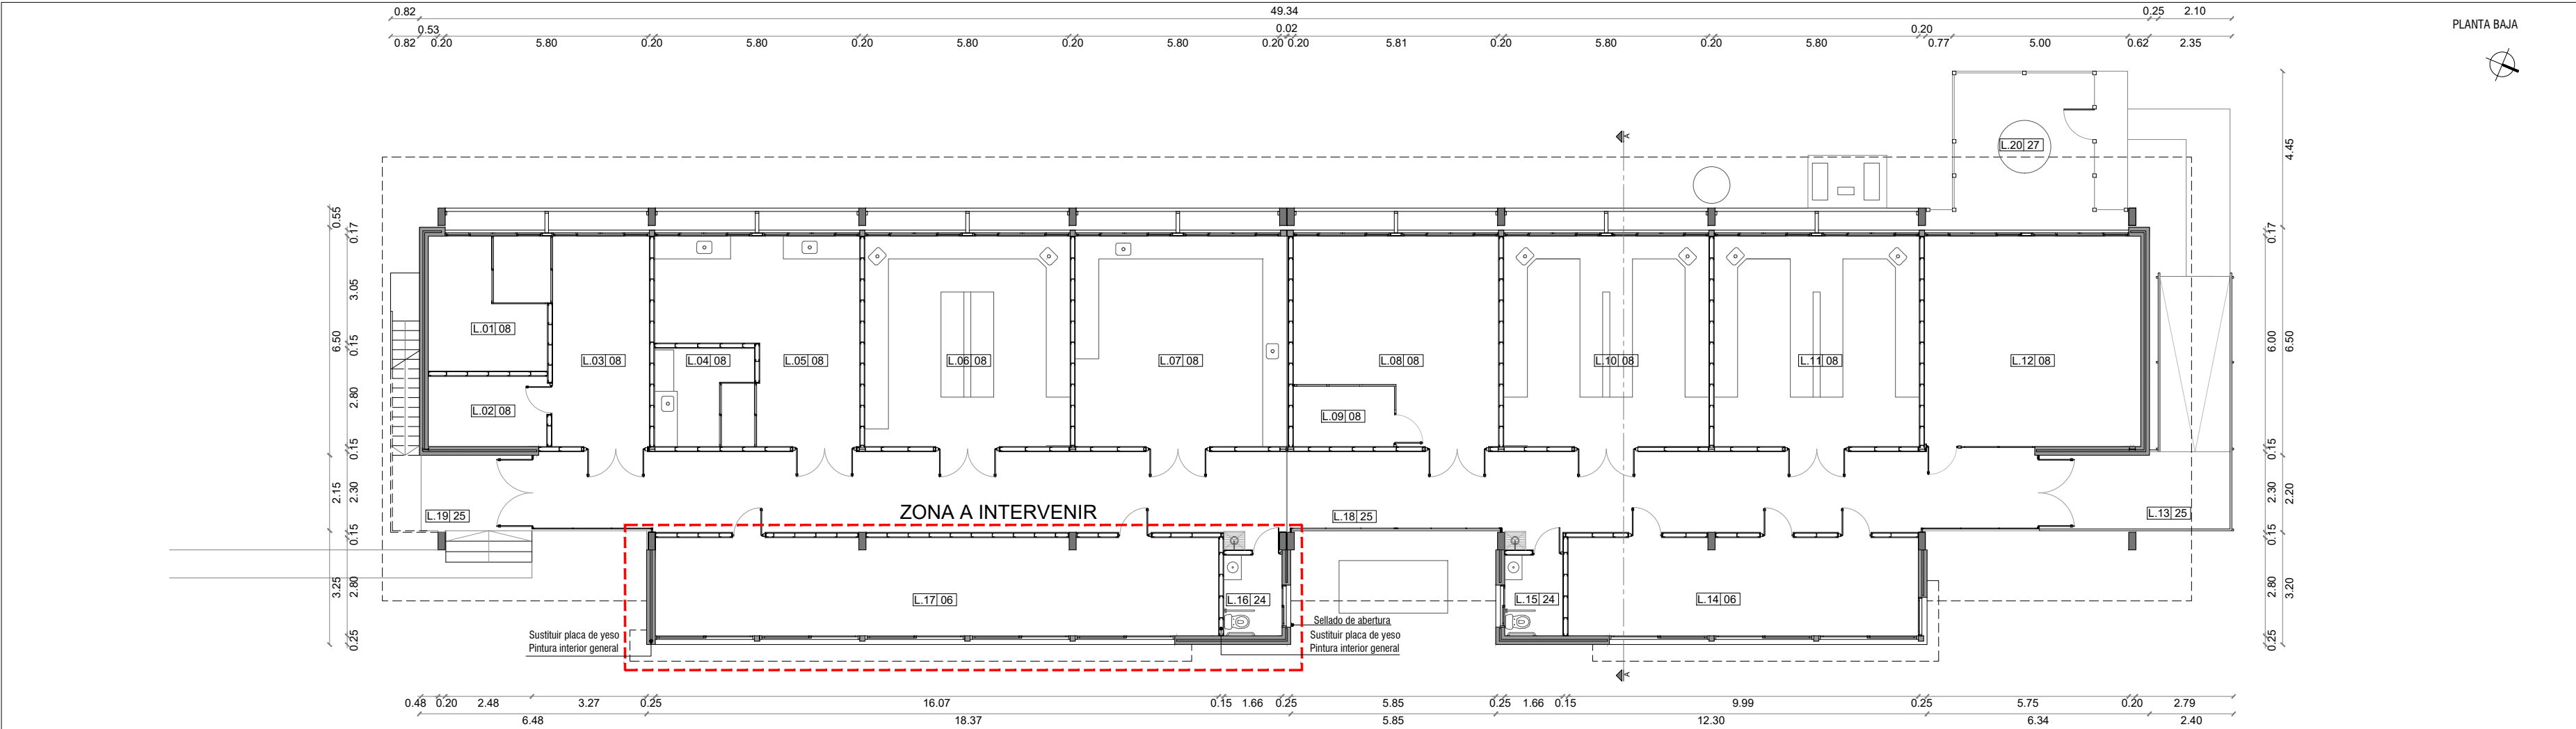 0.82 49.34 0.25 2.10
0.53 0.02 0.20
0.82 0.20 5.80 0.20 5.80 0.20 5.80 0.20 5.80 0.20 0.20 5.81 0.20 5.80 0.20 5.80 0.77 5.00 0.62 2.35
PLANTA BAJA
A
4.45
L.20 27
0.55
0.17
3.05
0.15
6.50
2.80
0.15
2.15
2.30
0.15
3.25
2.80
0.25
0.17
6.00
6.50
0.15
2.30
2.20
0.15
2.80
3.20
0.25
L.01 08
L.03 08
L.04 08
L.05 08
L.06 08
L.07 08
L.08 08
L.10 08
L.11 08
L.12 08
L.02 08
L.09 08
ZONA A INTERVENIR
L.19 25
L.18 25
L.13 25
L.17 06
L.16 24
L.15 24
L.14 06
Sellado de abertura
Sustituir placa de yeso
Pintura interior general
Sustituir placa de yeso
Pintura interior general
A
0.48 0.20 2.48 3.27 0.25 16.07 0.15 1.66 0.25 5.85 0.25 1.66 0.15 9.99 0.25 5.75 0.20 2.79
6.48 18.37 5.85 12.30 6.34 2.40